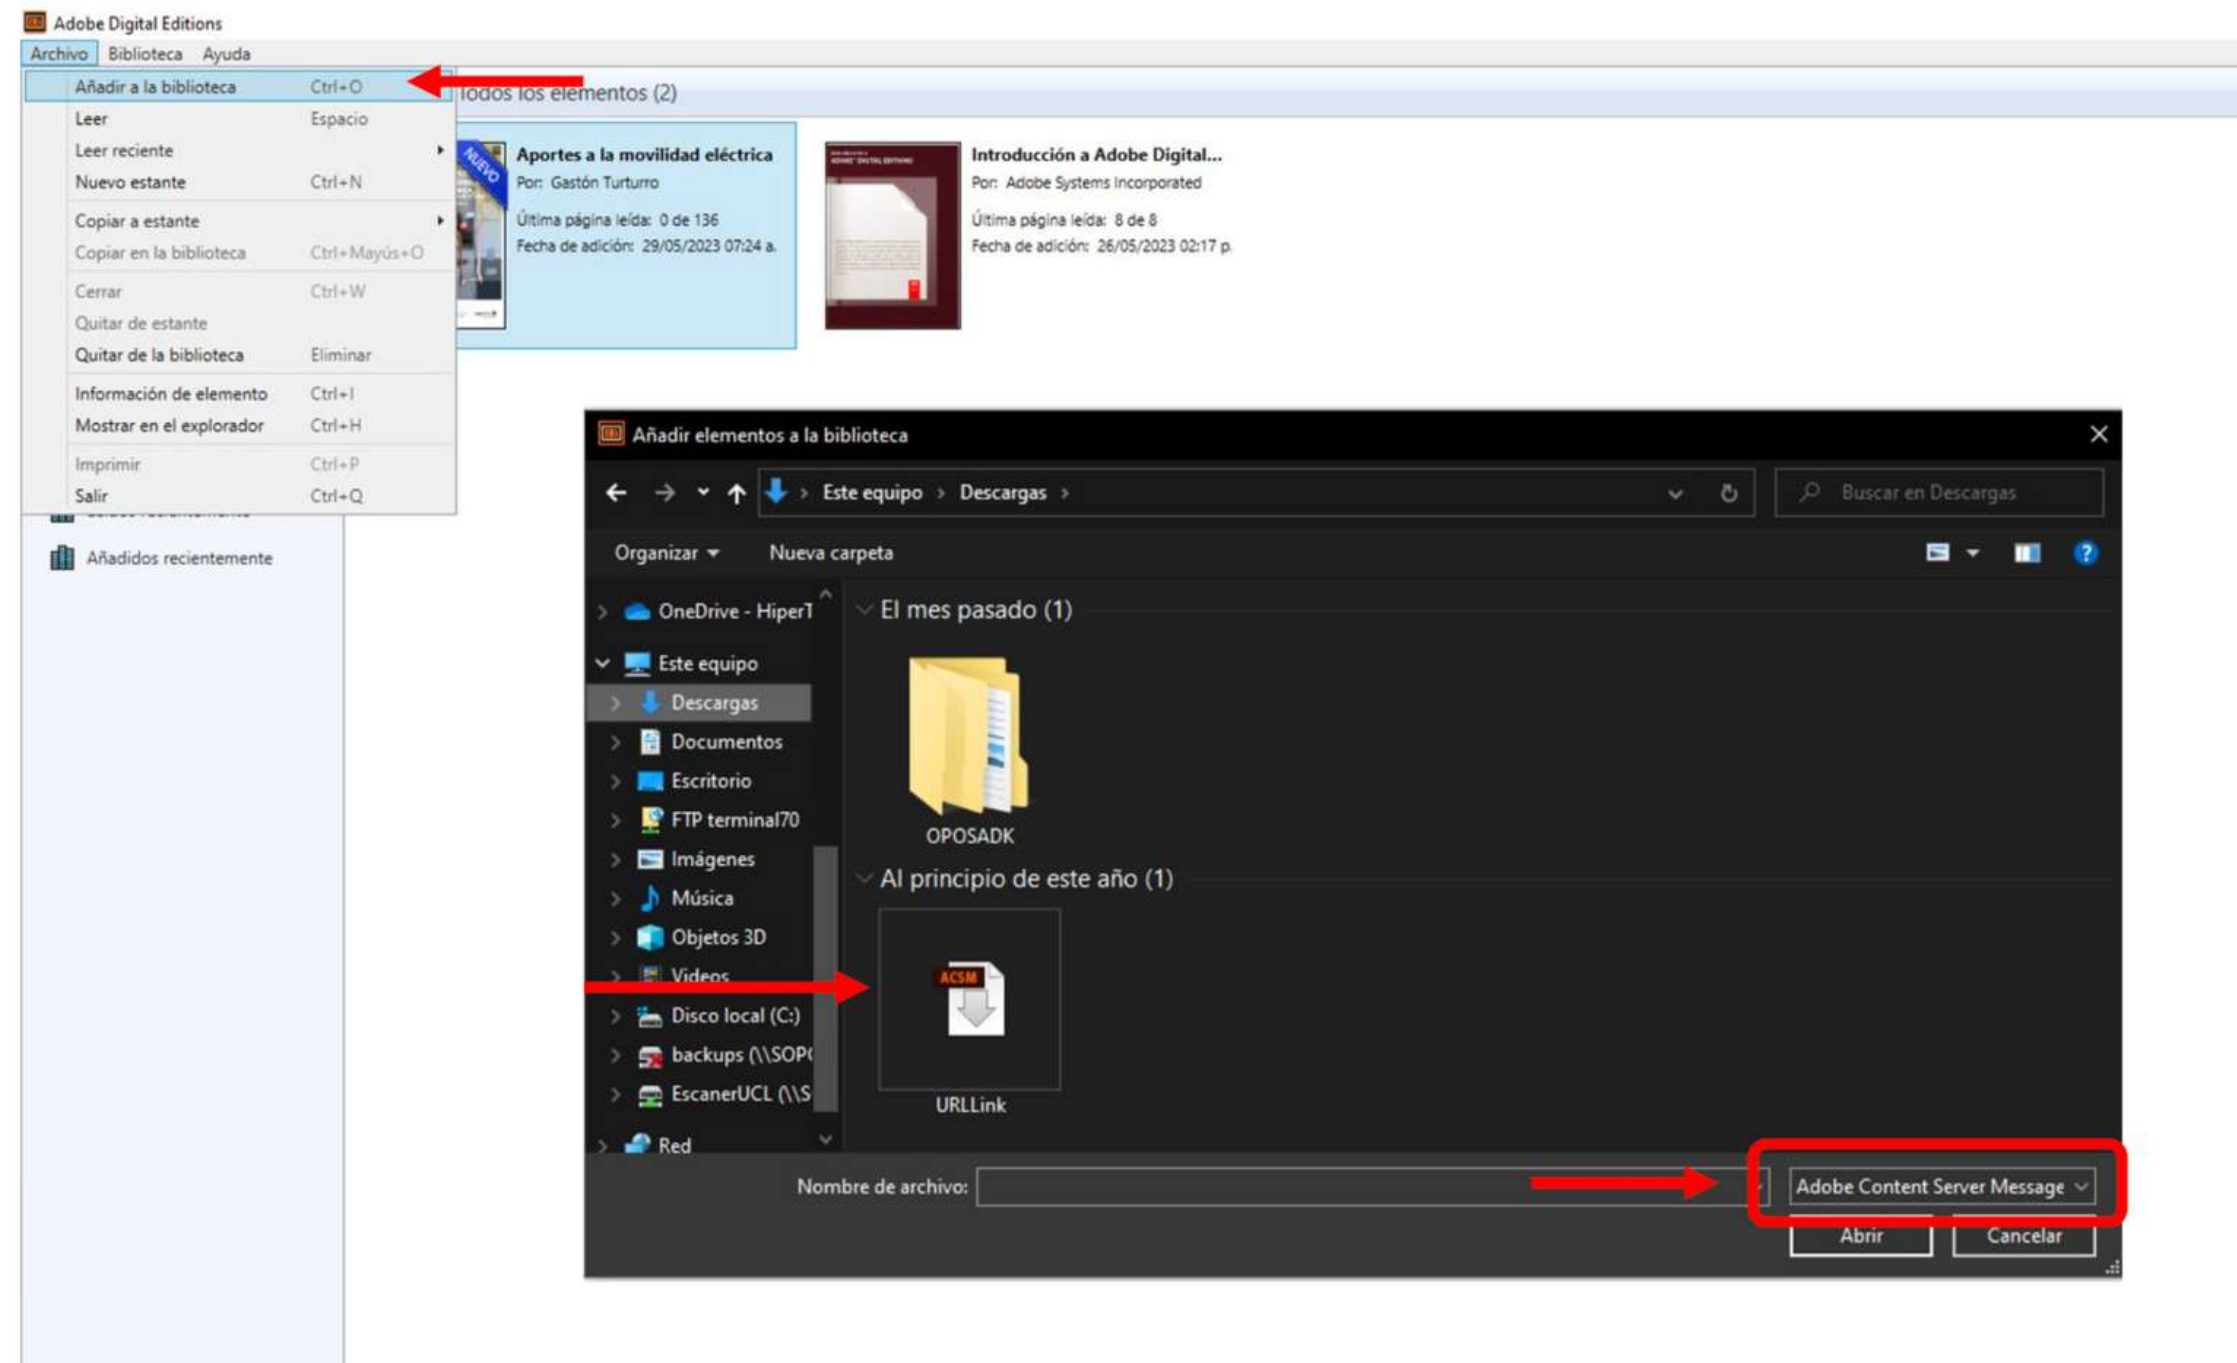 Adobe Digital Editions
Archivo Biblioteca Ayuda
Añadir a la biblioteca Ctrl+O
Leer Espacio
Leer reciente
Nuevo estante Ctrl+N
Copiar a estante
Copiar en la biblioteca Ctrl+Mayús+O
Cerrar Ctrl+W
Quitar de estante
Quitar de la biblioteca Eliminar
Información de elemento Ctrl+I
Mostrar en el explorador Ctrl+H
Imprimir Ctrl+P
Salir Ctrl+Q
Añadidos recientemente
Todos los elementos (2)
NUEVO
Aportes a la movilidad eléctrica
Por: Gastón Turturro
Última página leída: 0 de 136
Fecha de adición: 29/05/2023 07:24 a.
Introducción a Adobe Digital...
Por: Adobe Systems Incorporated
Última página leída: 8 de 8
Fecha de adición: 26/05/2023 02:17 p.
Añadir elementos a la biblioteca
Este equipo > Descargas >
Buscar en Descargas
Organizar Nueva carpeta
OneDrive - HiperT
Este equipo
Descargas
Documentos
Escritorio
FTP terminal70
Imágenes
Música
Objetos 3D
Videos
Disco local (C:)
backups (\\SOPO
EscanerUCL (\\S
Red
El mes pasado (1)
OPOSADK
Al principio de este año (1)
ACSM
URLLink
Nombre de archivo:
Adobe Content Server Message
Abrir Cancelar